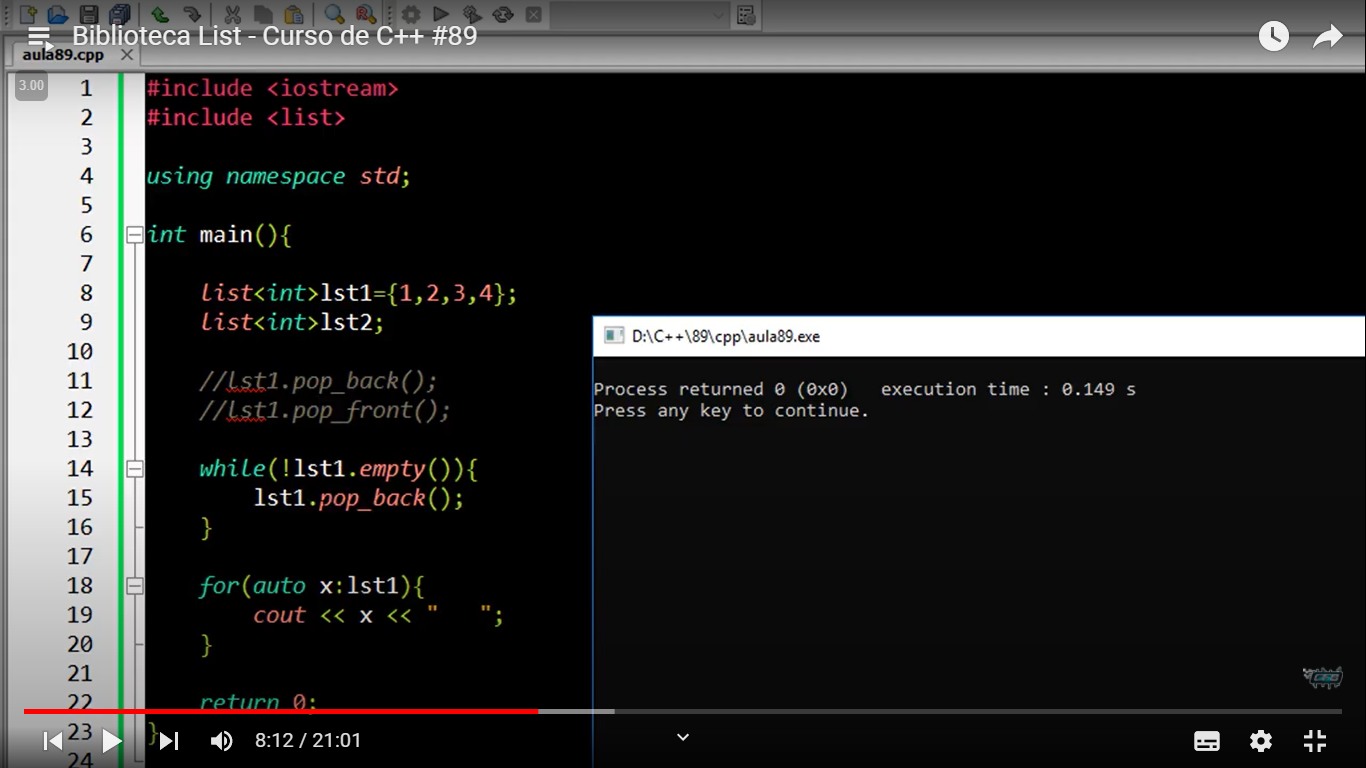 Biblioteca List - Curso de C++ #89
aula89.cpp
3.00
1 #include <iostream>
2 #include <list>
3
4 using namespace std;
5
6 int main(){
7
8 list<int>lst1={1,2,3,4};
9 list<int>lst2;
10
11 //lst1.pop_back();
12 //lst1.pop_front();
13
14 while(!lst1.empty()){
15 lst1.pop_back();
16 }
17
18 for(auto x:lst1){
19 cout << x << "   ";
20 }
21
22 return 0;
23 }
24
D:\C++\89\cpp\aula89.exe
Process returned 0 (0x0)   execution time : 0.149 s
Press any key to continue.
8:12 / 21:01